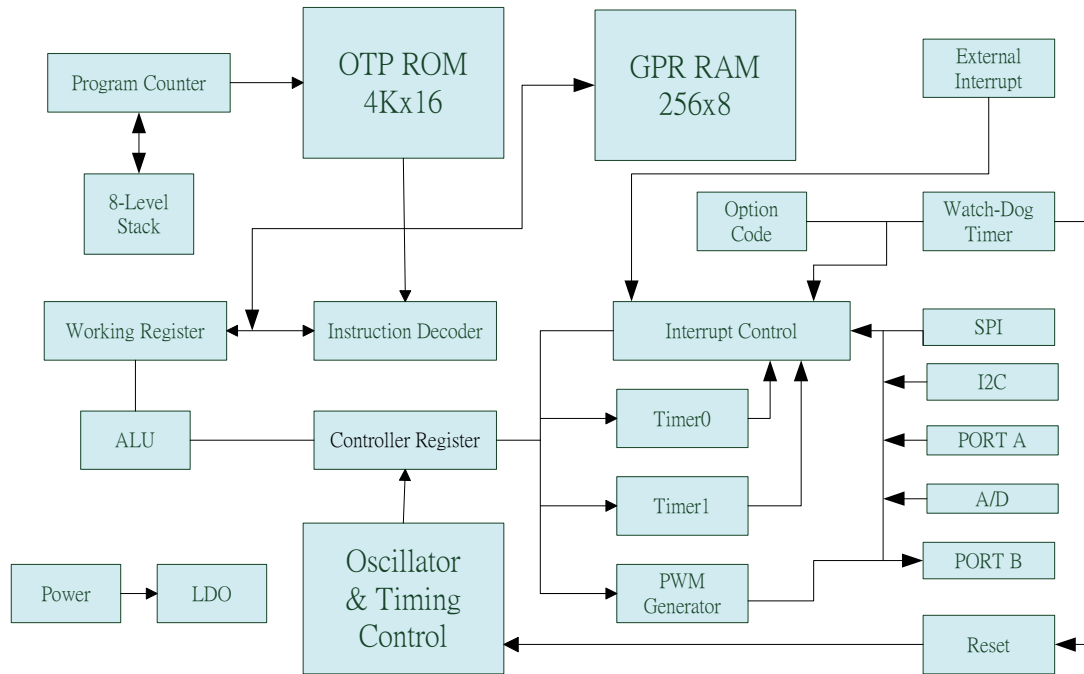 Program Counter
OTP ROM
4Kx16
GPR RAM
256x8
External
Interrupt
8-Level
Stack
Option
Code
Watch-Dog
Timer
Working Register
Instruction Decoder
Interrupt Control
SPI
I2C
ALU
Controller Register
Timer0
PORT A
Timer1
A/D
Oscillator
& Timing
Control
Power
LDO
PWM
Generator
PORT B
Reset